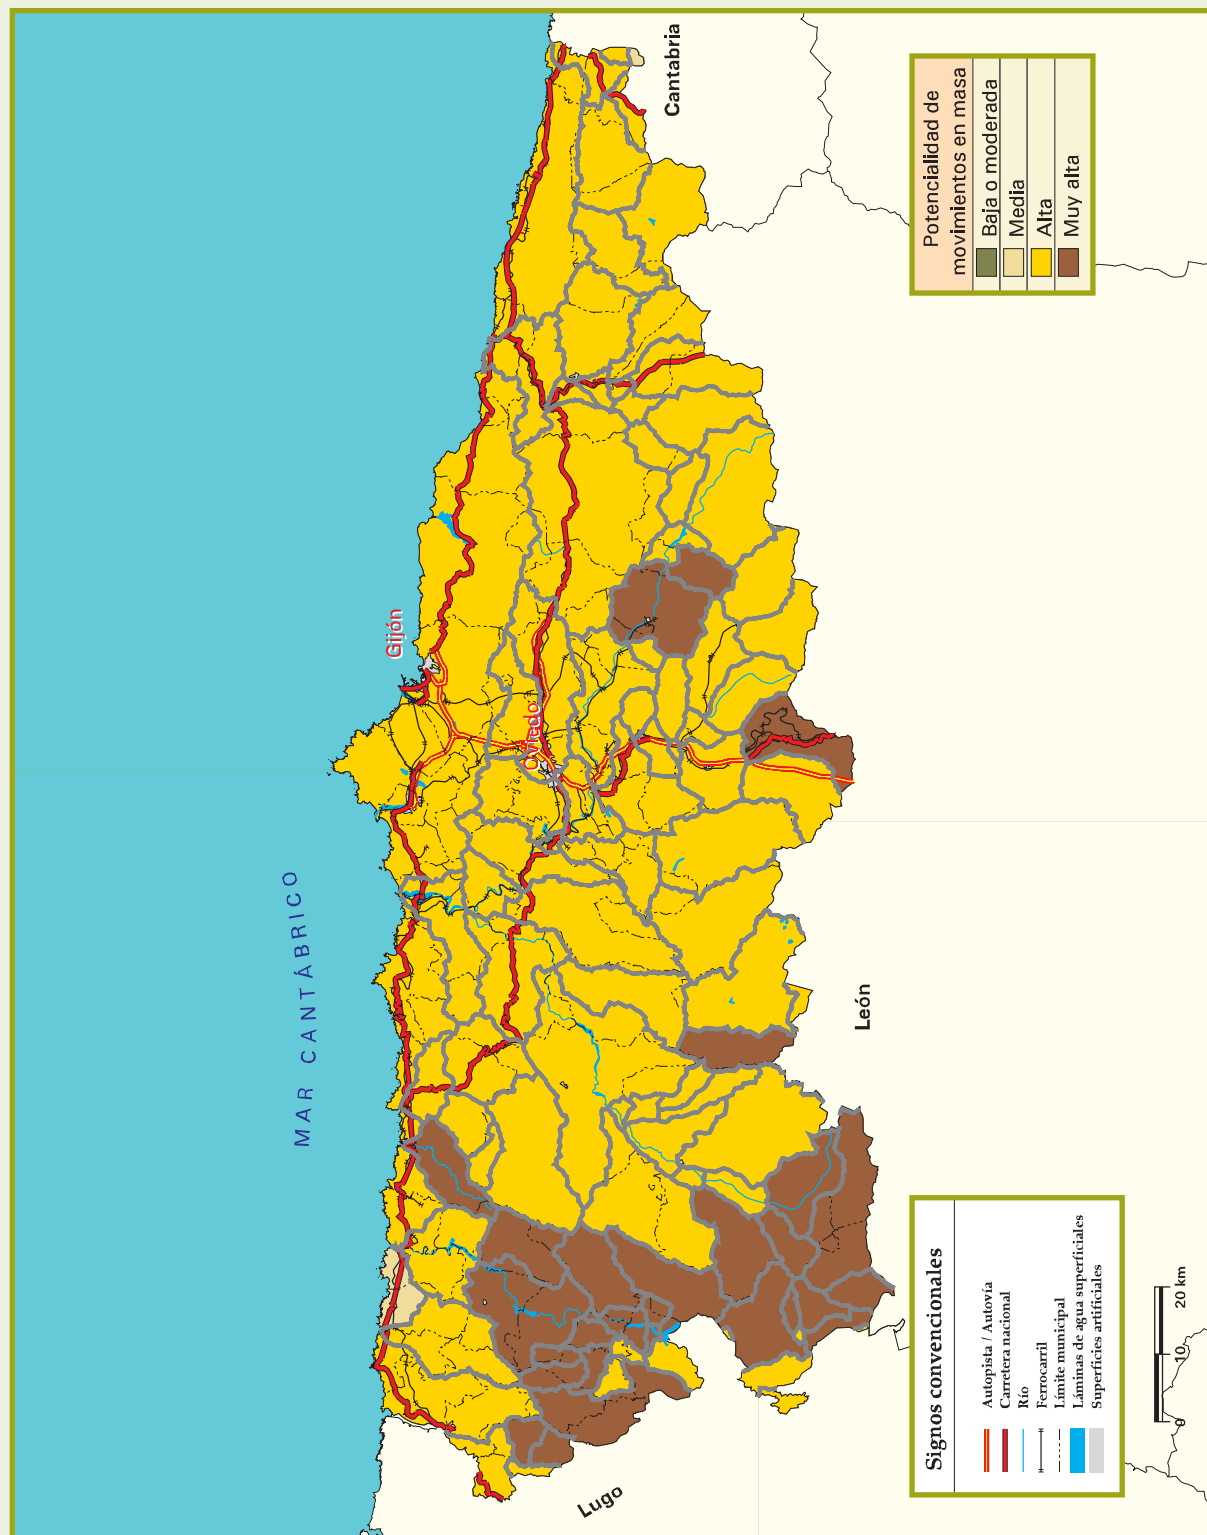 MAR CANTÁBRICO
Gijón
Oviedo
Cantabria
León
Lugo
Potencialidad de
movimientos en masa
Baja o moderada
Media
Alta
Muy alta
Signos convencionales
Autopista / Autovía
Carretera nacional
Río
Ferrocarril
Límite municipal
Láminas de agua superficiales
Superficies artificiales
0 10 20 km